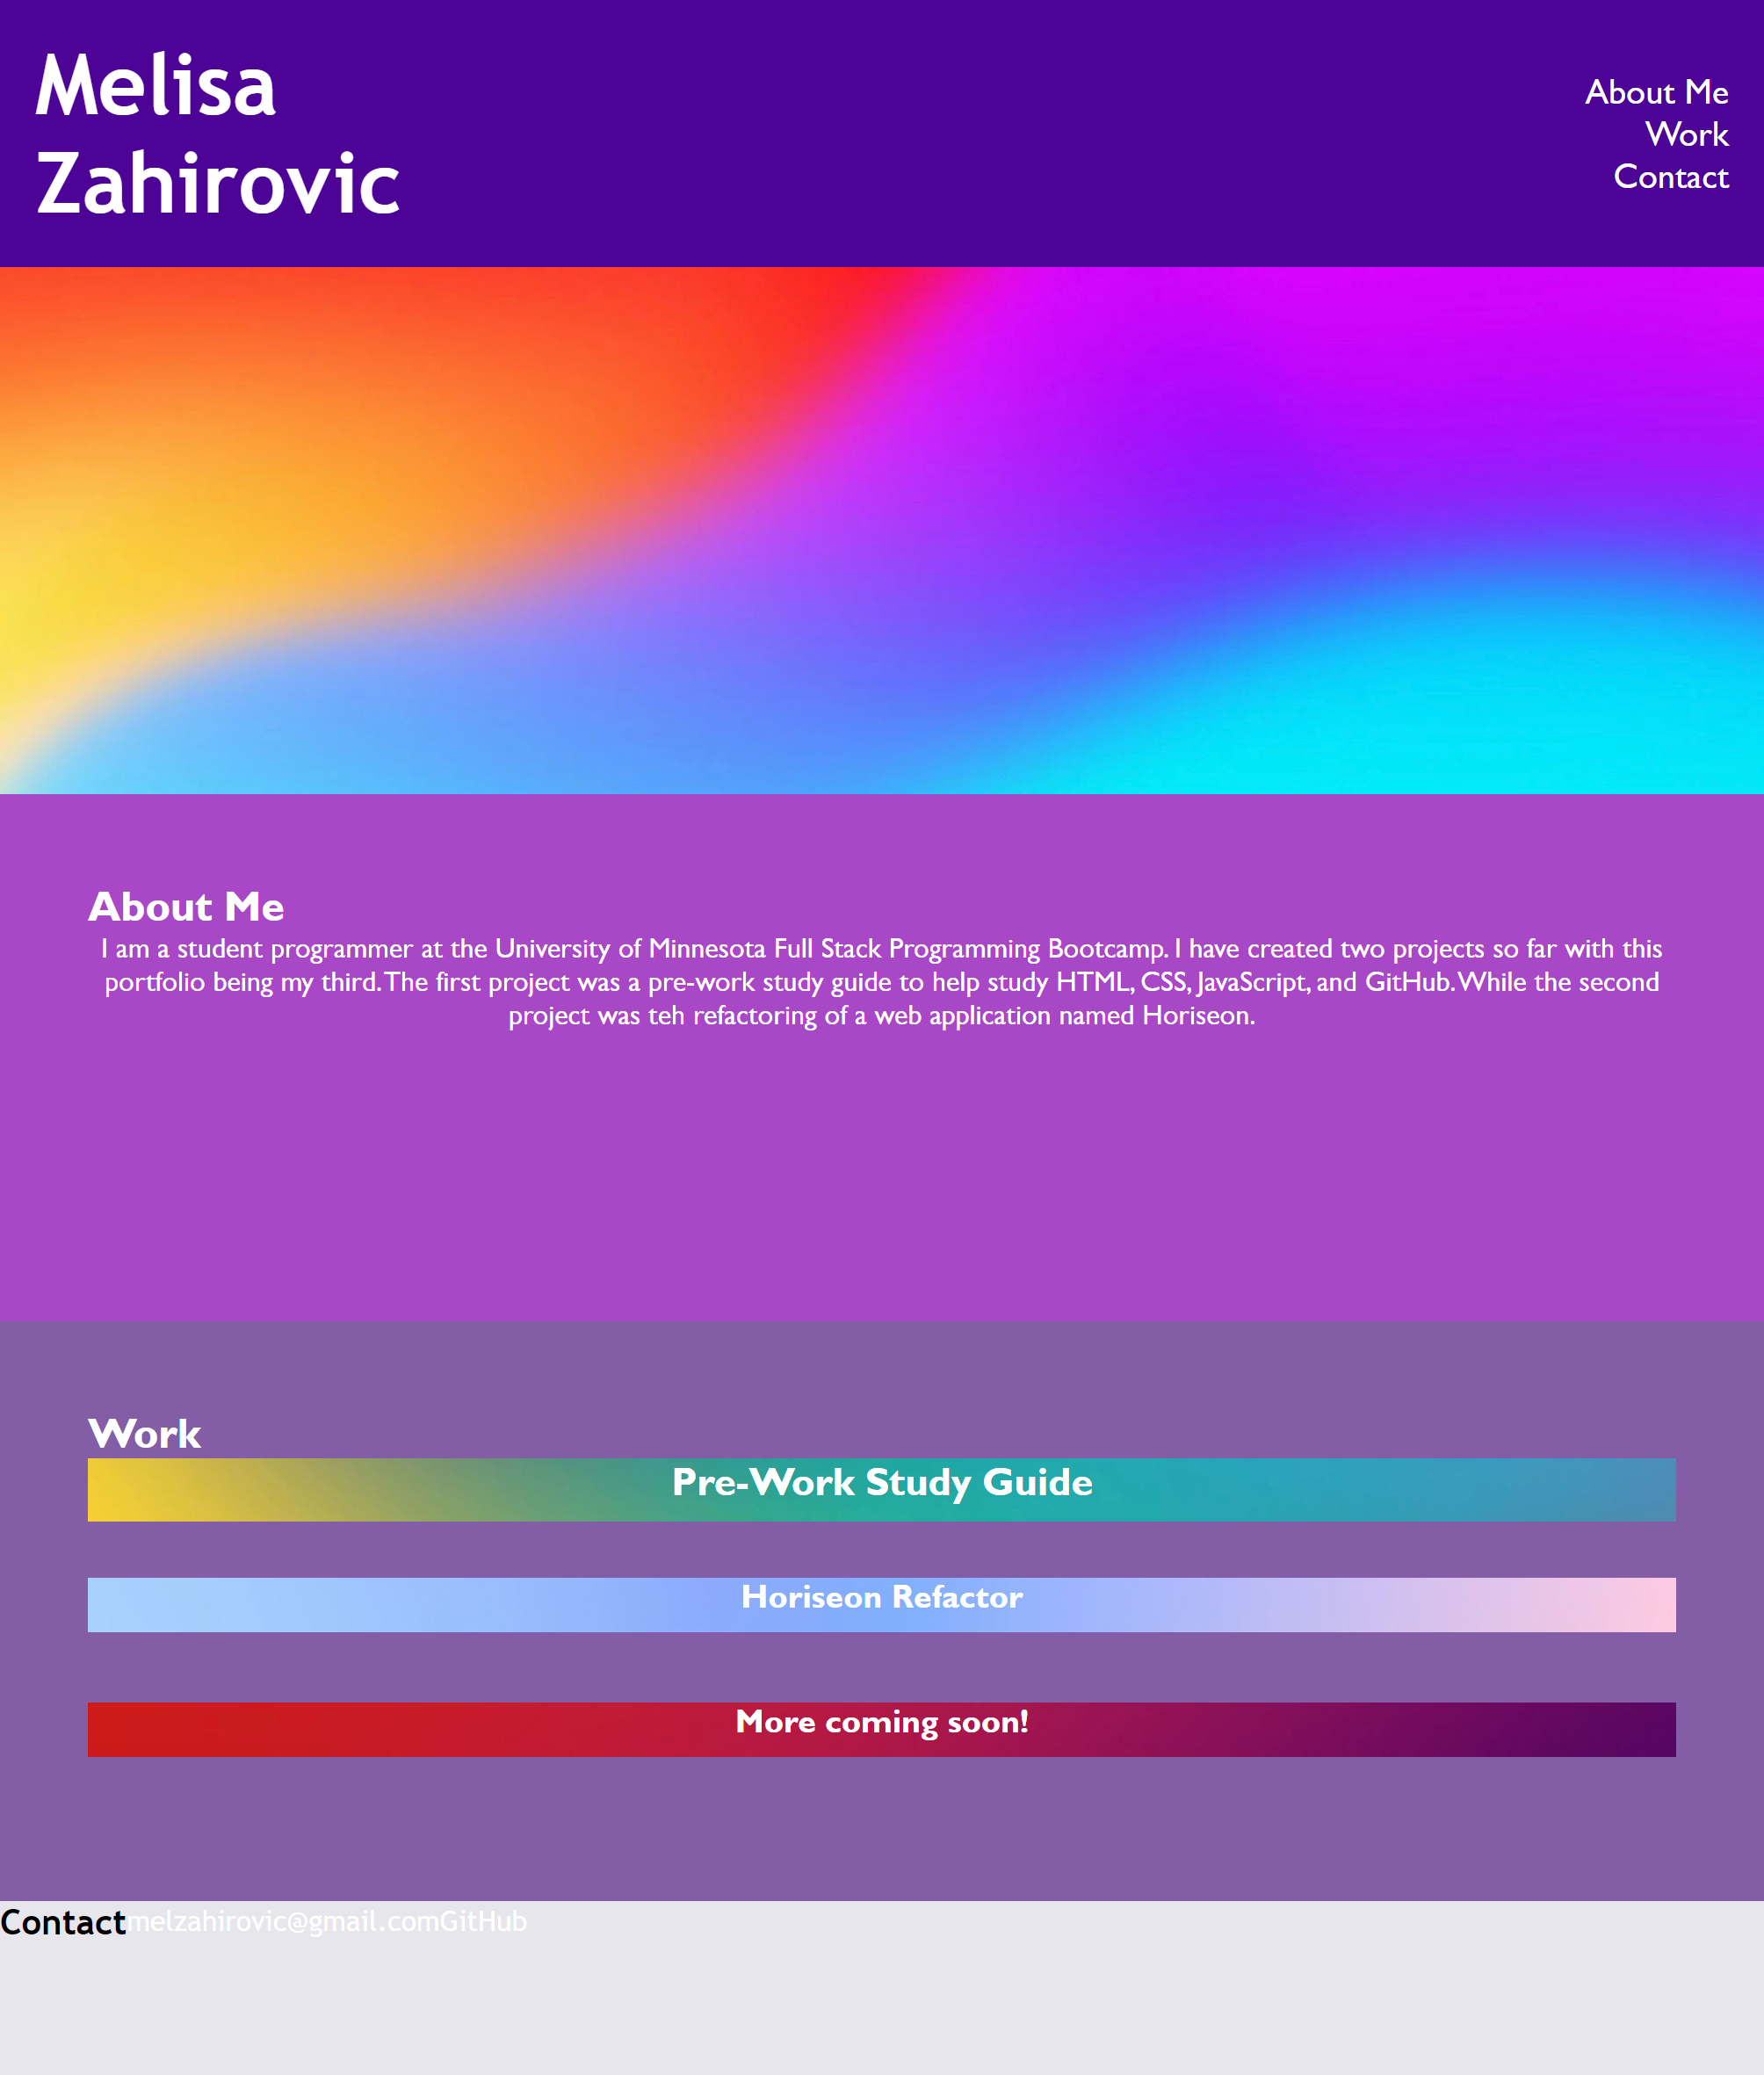 Melisa
Zahirovic
About Me
Work
Contact
About Me
I am a student programmer at the University of Minnesota Full Stack Programming Bootcamp. I have created two projects so far with this
portfolio being my third. The first project was a pre-work study guide to help study HTML, CSS, JavaScript, and GitHub. While the second
project was teh refactoring of a web application named Horiseon.
Work
Pre-Work Study Guide
Horiseon Refactor
More coming soon!
Contact melzahirovic@gmail.comGitHub